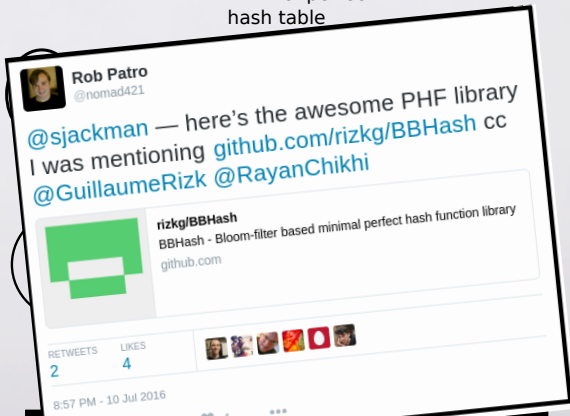 hash table
Rob Patro
@nomad421
@sjackman — here's the awesome PHF library
I was mentioning github.com/rizkg/BBHash cc
@GuillaumeRizk @RayanChikhi
rizkg/BBHash
BBHash - Bloom-filter based minimal perfect hash function library
github.com
RETWEETS LIKES
2 4
8:57 PM - 10 Jul 2016